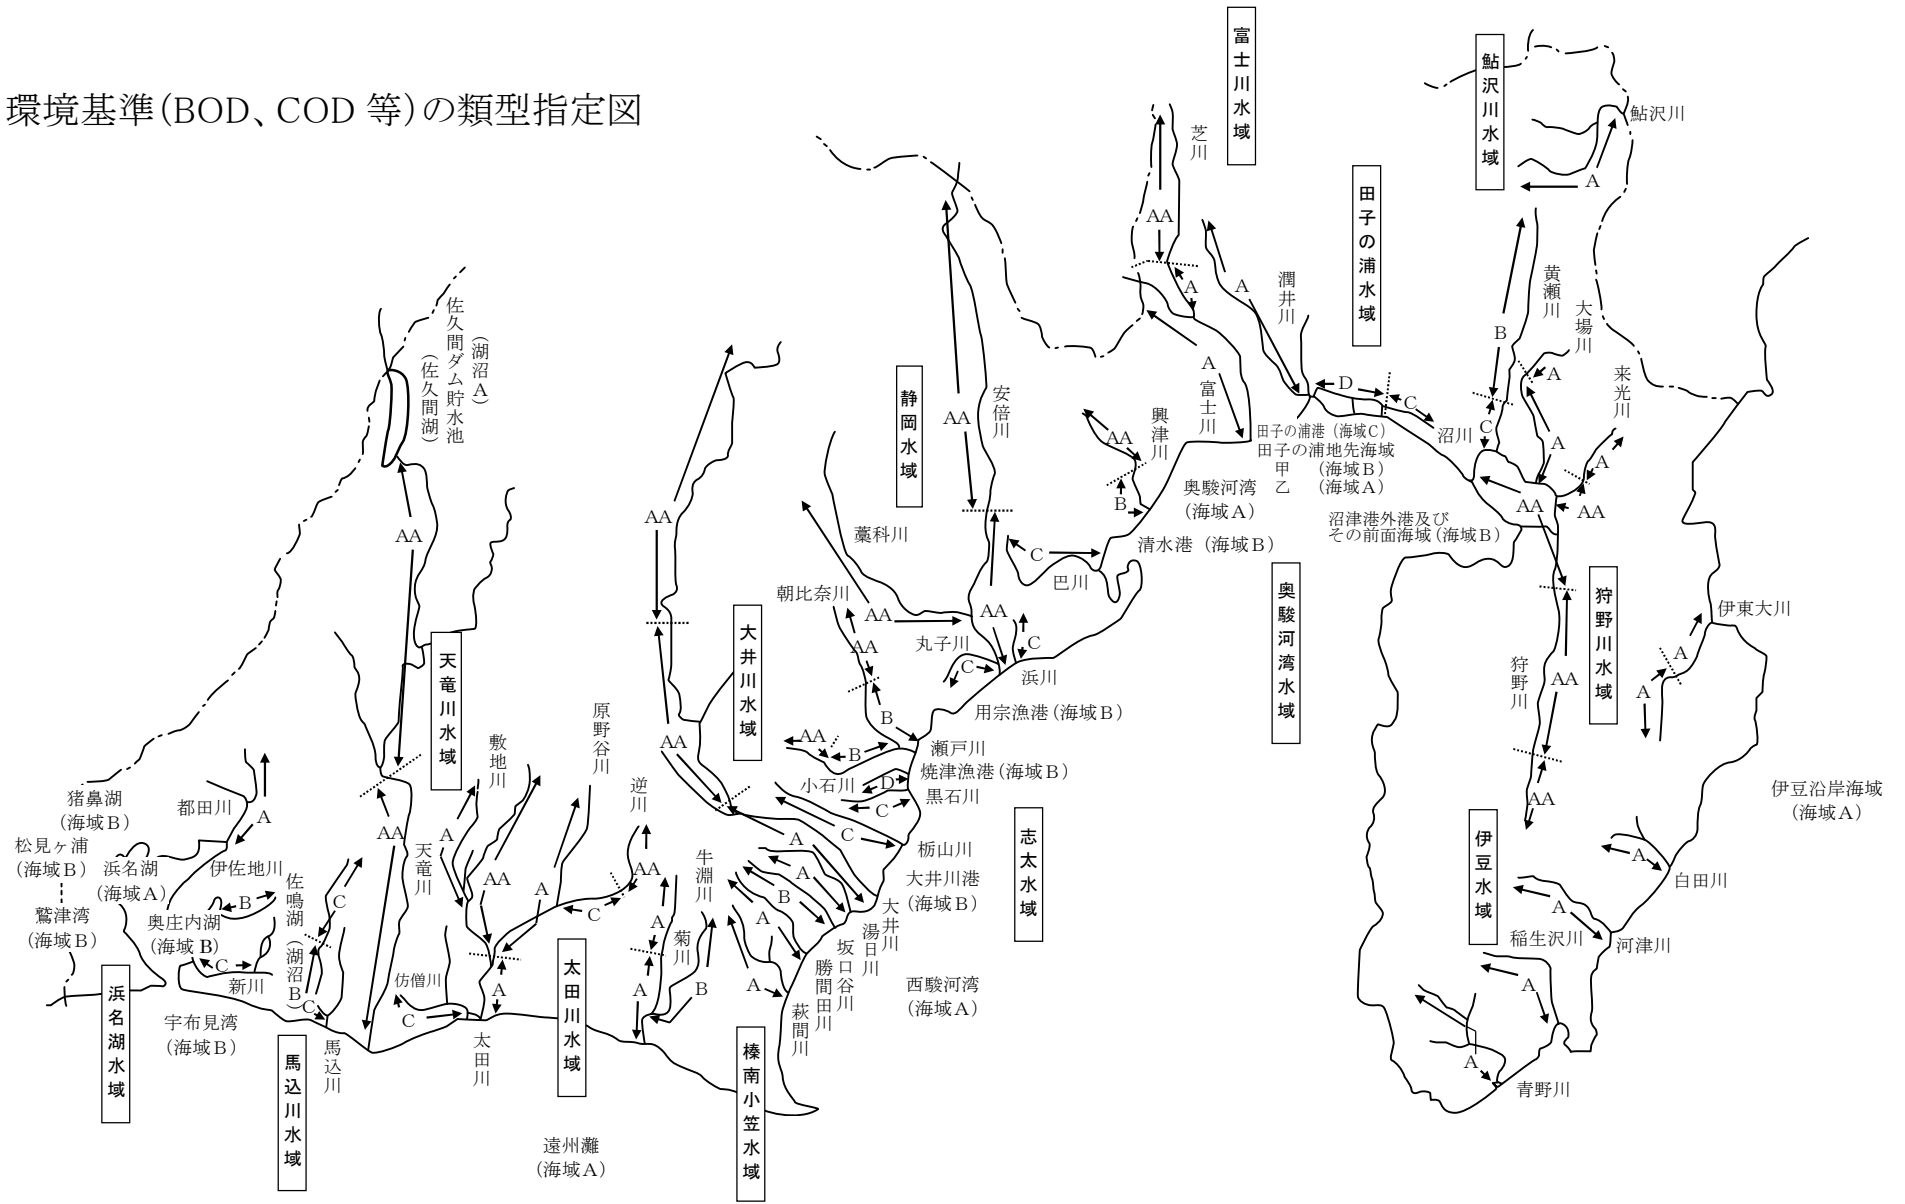 環境基準(BOD、COD 等)の類型指定図
富士川水域
鮎沢川水域
田子の浦水域
静岡水域
奥駿河湾水域
狩野川水域
伊豆水域
大井川水域
天竜川水域
志太水域
太田川水域
榛南小笠水域
馬込川水域
浜名湖水域
鮎沢川
A
芝川
AA
A
潤井川
A
黄瀬川
B
C
大場川
A
A
来光川
A
AA
D
C
沼川
富士川
A
田子の浦港(海域C)
田子の浦地先海域
甲 (海域B)
乙 (海域A)
奥駿河湾
(海域A)
沼津港外港及び
その前面海域(海域B)
AA
狩野川
AA
AA
伊東大川
A
A
伊豆沿岸海域
(海域A)
白田川
A
河津川
A
稲生沢川
A
青野川
A
興津川
AA
B
清水港(海域B)
巴川
C
安倍川
AA
AA
藁科川
AA
丸子川
C
浜川
C
用宗漁港(海域B)
朝比奈川
AA
B
瀬戸川
AA
B
焼津漁港(海域B)
小石川
D
黒石川
C
栃山川
C
大井川港
(海域B)
大井川
AA
AA
A
湯日川
A
坂口谷川
B
勝間田川
A
萩間川
A
西駿河湾
(海域A)
佐久間ダム貯水池
(佐久間湖)
(湖沼A)
AA
AA
天竜川
敷地川
A
AA
原野谷川
A
逆川
AA
C
牛淵川
B
菊川
A
A
太田川
A
仿僧川
C
遠州灘
(海域A)
馬込川
C
C
佐鳴湖(湖沼B)
都田川
A
伊佐地川
B
新川
C
猪鼻湖
(海域B)
松見ヶ浦
(海域B)
浜名湖
(海域A)
鷲津湾
(海域B)
奥庄内湖
(海域B)
宇布見湾
(海域B)